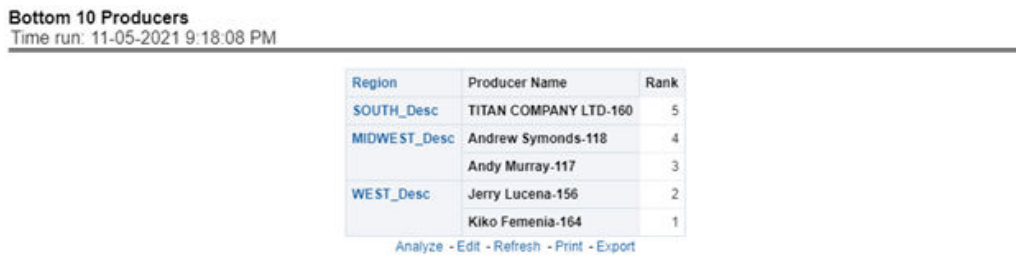 Bottom 10 Producers
Time run: 11-05-2021 9:18:08 PM
Region Producer Name Rank
SOUTH_Desc TITAN COMPANY LTD-160 5
MIDWEST_Desc Andrew Symonds-118 4
Andy Murray-117 3
WEST_Desc Jerry Lucena-156 2
Kiko Femenia-164 1
Analyze - Edit - Refresh - Print - Export